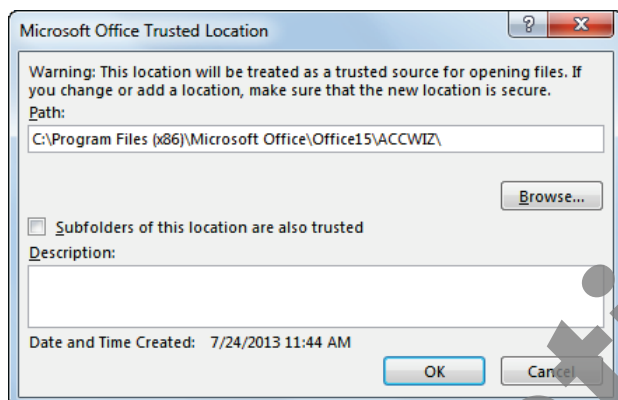 Microsoft Office Trusted Location
Warning: This location will be treated as a trusted source for opening files. If
you change or add a location, make sure that the new location is secure.
Path:
C:\Program Files (x86)\Microsoft Office\Office15\ACCWIZ\
Browse...
Subfolders of this location are also trusted
Description:
Date and Time Created: 7/24/2013 11:44 AM
OK Cancel